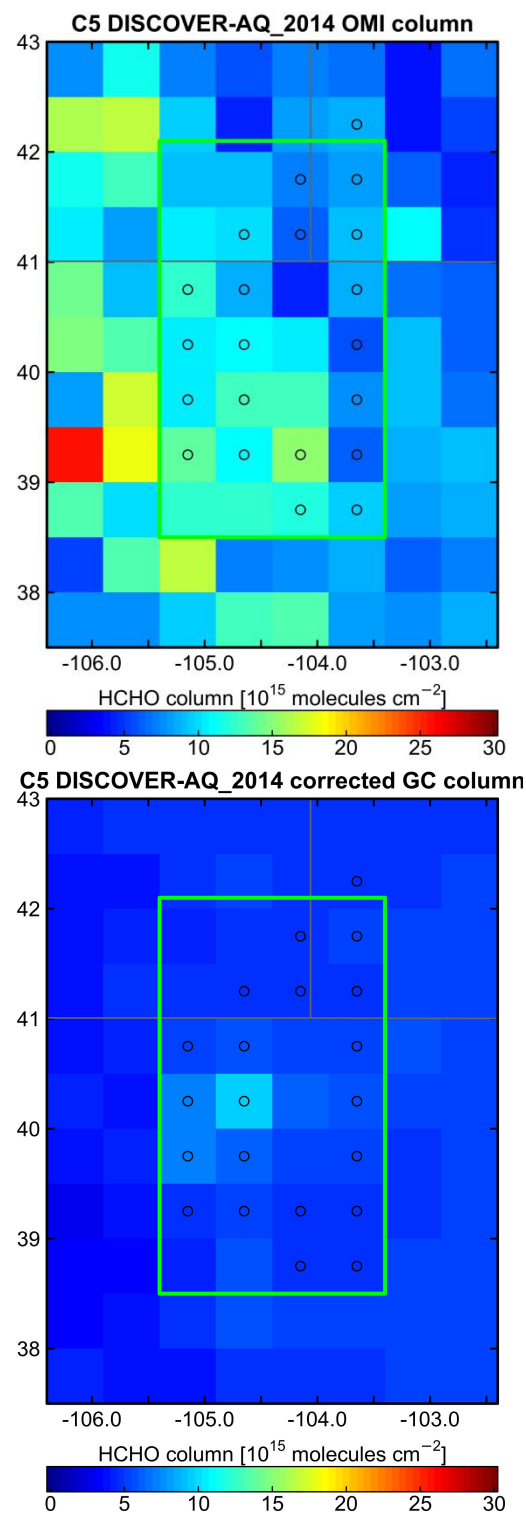 C5 DISCOVER-AQ_2014 OMI column
43
42
41
40
39
38
-106.0 -105.0 -104.0 -103.0
HCHO column [10¹⁵ molecules cm⁻²]
0 5 10 15 20 25 30
C5 DISCOVER-AQ_2014 corrected GC column
43
42
41
40
39
38
-106.0 -105.0 -104.0 -103.0
HCHO column [10¹⁵ molecules cm⁻²]
0 5 10 15 20 25 30